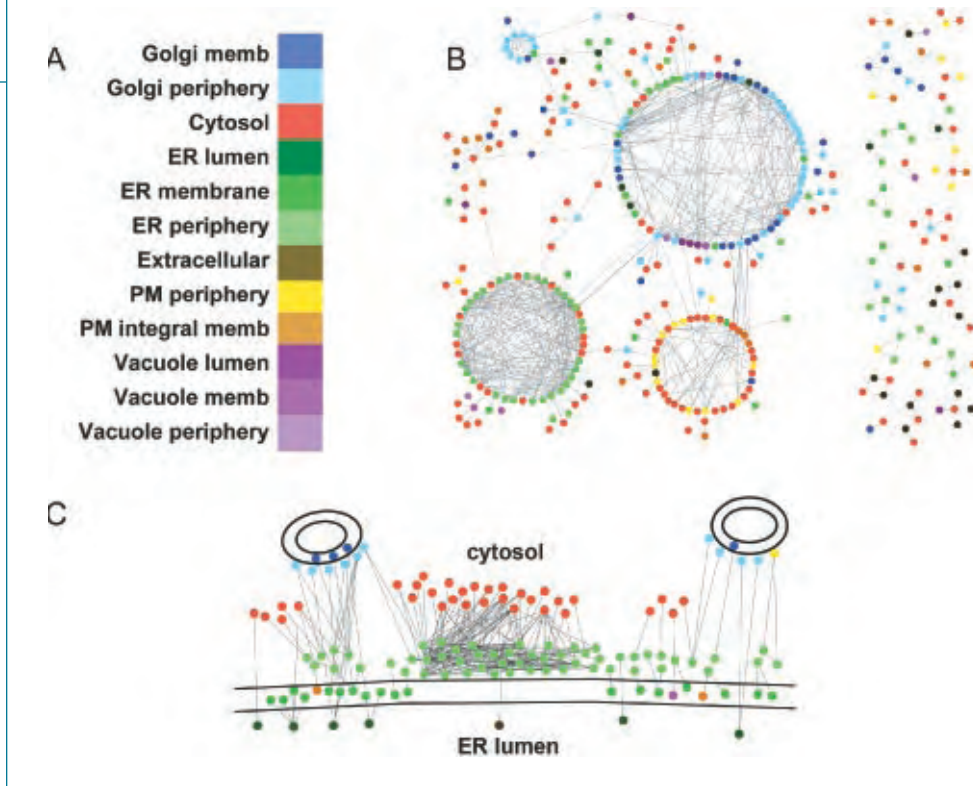 A
Golgi memb
Golgi periphery
Cytosol
ER lumen
ER membrane
ER periphery
Extracellular
PM periphery
PM integral memb
Vacuole lumen
Vacuole memb
Vacuole periphery
B
C
cytosol
ER lumen